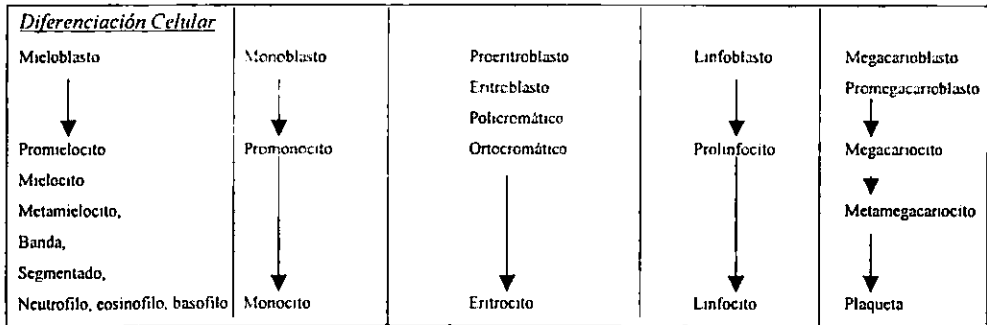 Diferenciación Celular
Mieloblasto
Promielocito
Mielocito
Metamielocito,
Banda,
Segmentado,
Neutrofilo, eosinofilo, basofilo
Monoblasto
Promonocito
Monocito
Proeritroblasto
Eritroblasto
Policromático
Ortocromático
Eritrocito
Linfoblasto
Prolinfocito
Linfocito
Megacarioblasto
Promegacarioblasto
Megacariocito
Metamegacariocito
Plaqueta